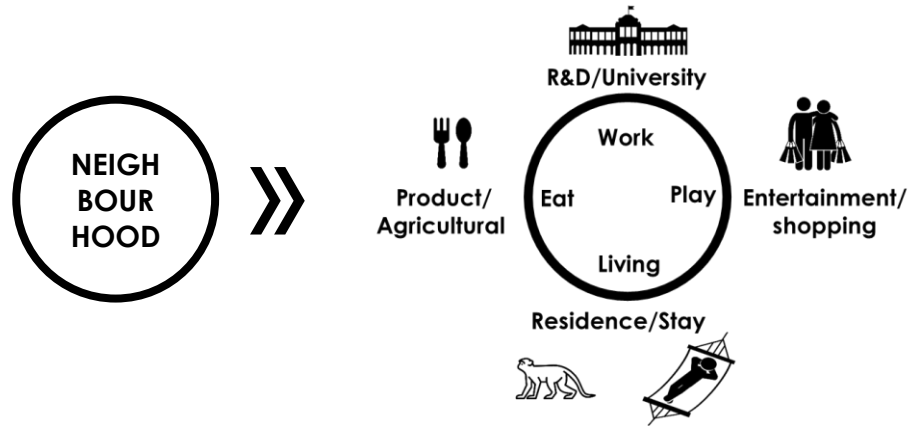 NEIGH
BOUR
HOOD
R&D/University
Work
Product/
Agricultural
Eat
Play
Entertainment/
shopping
Living
Residence/Stay